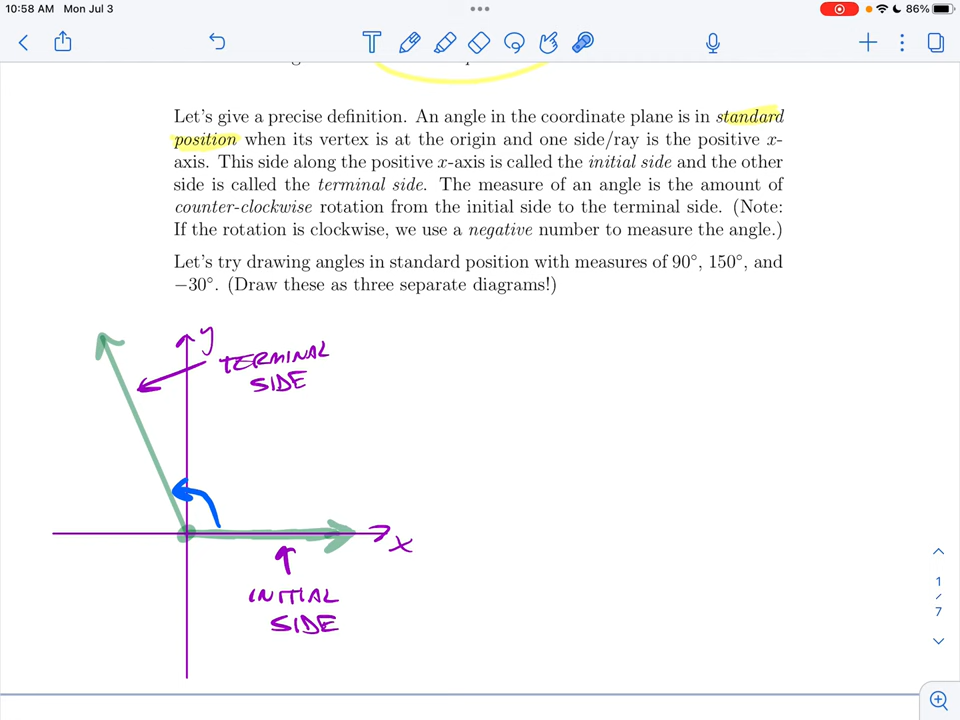 10:58 AM Mon Jul 3
86%
Let's give a precise definition. An angle in the coordinate plane is in standard
position when its vertex is at the origin and one side/ray is the positive x-
axis. This side along the positive x-axis is called the initial side and the other
side is called the terminal side. The measure of an angle is the amount of
counter-clockwise rotation from the initial side to the terminal side. (Note:
If the rotation is clockwise, we use a negative number to measure the angle.)
Let's try drawing angles in standard position with measures of 90°, 150°, and
−30°. (Draw these as three separate diagrams!)
y
TERMINAL
SIDE
x
INITIAL
SIDE
1
/
7